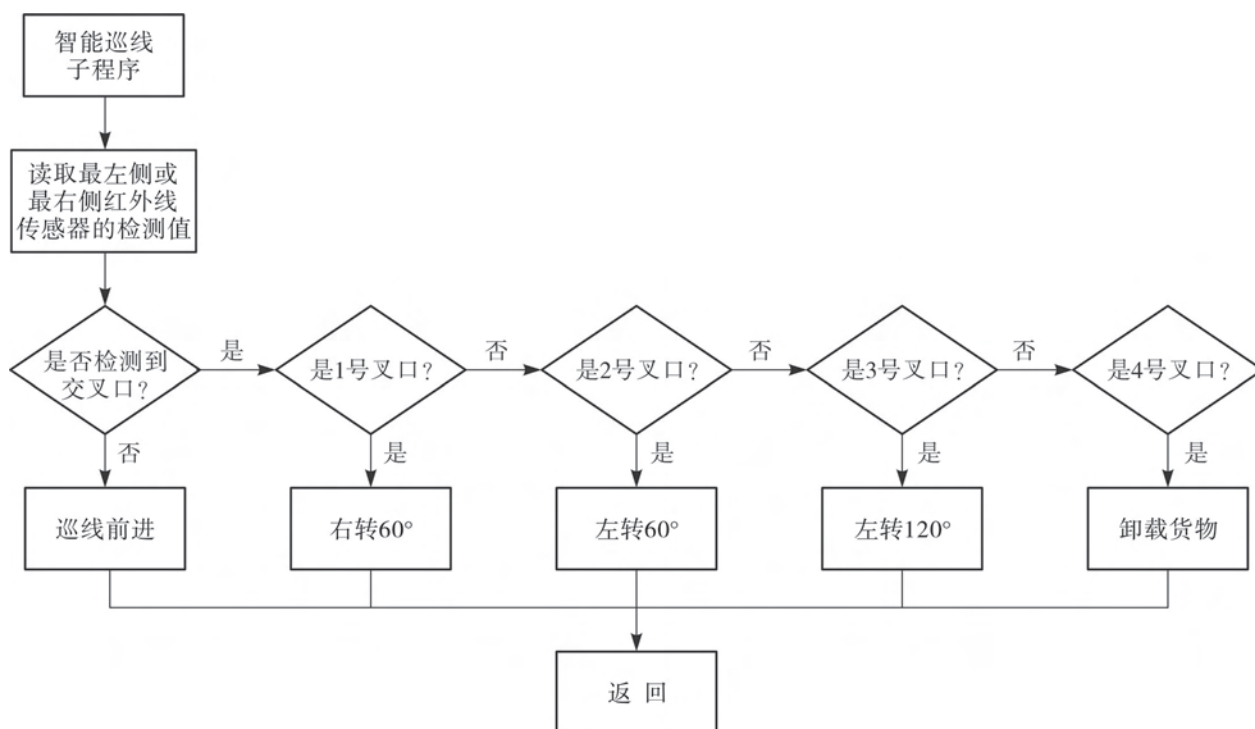 智能巡线
子程序
读取最左侧或
最右侧红外线
传感器的检测值
是否检测到
交叉口?
是
是1号叉口?
否
是2号叉口?
否
是3号叉口?
否
是4号叉口?
否
是
是
是
是
巡线前进
右转60°
左转60°
左转120°
卸载货物
返 回